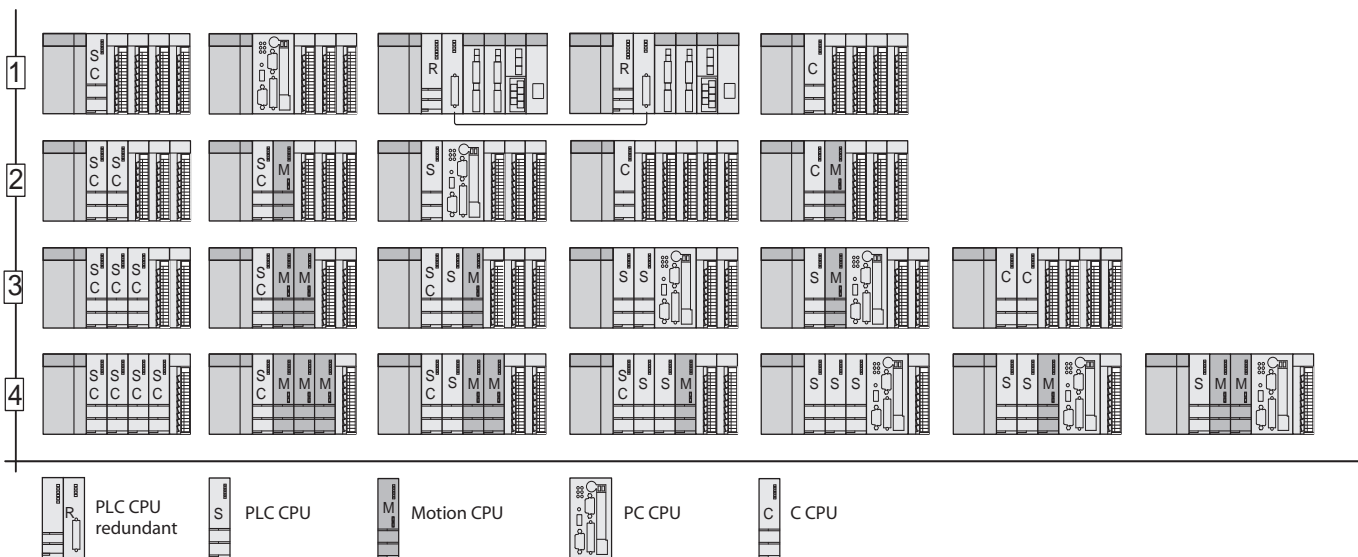 1 S C R R C
2 S C S C S C M S C C M
3 S C S C S C S C M M S C S M S S S M C C
4 S C S C S C S C S C M M M S C S M M S C S S M S S S S S M S M M
R PLC CPU
redundant
S PLC CPU
M Motion CPU
PC CPU
C C CPU